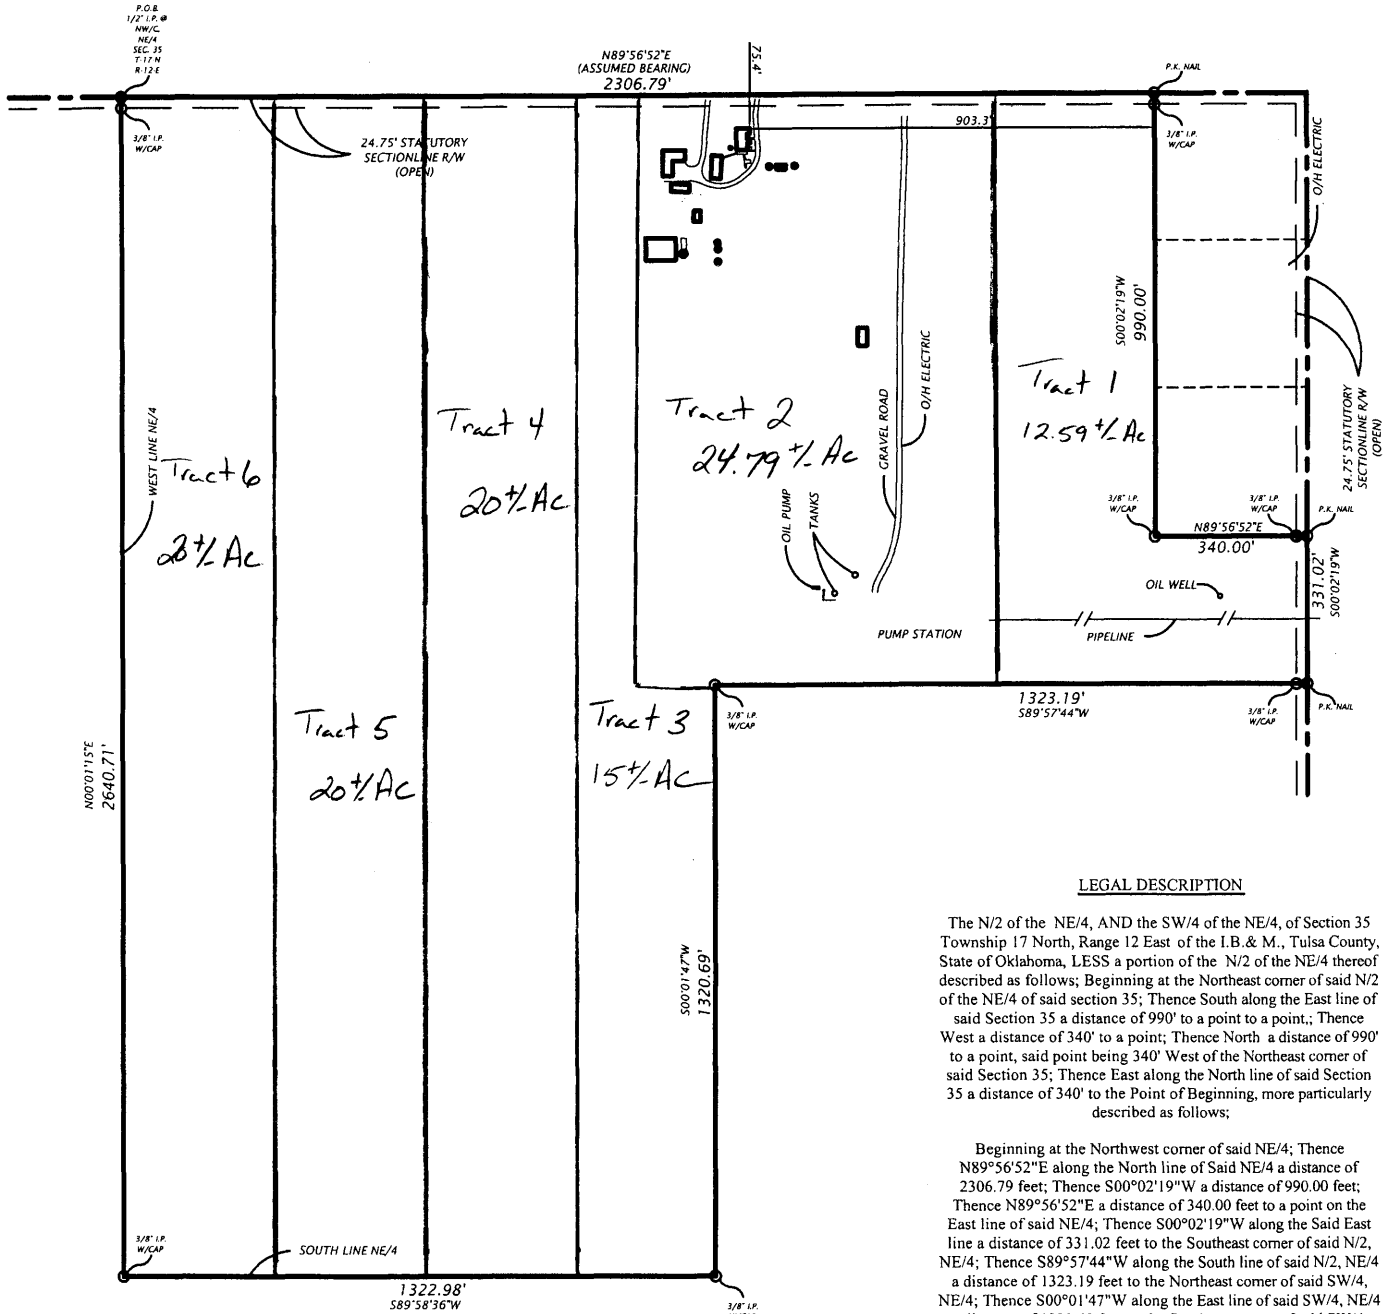 P.O.B.
1/2" I.P. @
NW/C.
NE/4
SEC. 35
T-17-N
R-12-E
N89°56'52"E
(ASSUMED BEARING)
2306.79'
75.4'
P.K. NAIL
3/8" I.P.
W/CAP
24.75' STATUTORY
SECTIONLINE R/W
(OPEN)
903.3'
3/8" I.P.
W/CAP
O/H ELECTRIC
S00°02'19"W
990.00'
24.75' STATUTORY
SECTIONLINE R/W
(OPEN)
WEST LINE NE/4
Tract 6
20 +/- Ac
Tract 4
20 +/- Ac
Tract 2
24.79 +/- Ac
Tract 1
12.59 +/- Ac
GRAVEL ROAD
O/H ELECTRIC
OIL PUMP
TANKS
3/8" I.P.
W/CAP
3/8" I.P.
W/CAP
P.K. NAIL
N89°56'52"E
340.00'
331.02'
S00°02'19"W
OIL WELL
PUMP STATION
PIPELINE
1323.19'
S89°57'44"W
3/8" I.P.
W/CAP
3/8" I.P.
W/CAP
P.K. NAIL
Tract 5
20 +/- Ac
Tract 3
15 +/- Ac
N00°01'15"E
2640.71'
S00°01'47"W
1320.69'
3/8" I.P.
W/CAP
SOUTH LINE NE/4
1322.98'
S89°58'36"W
3/8" I.P.
LEGAL DESCRIPTION
The N/2 of the NE/4, AND the SW/4 of the NE/4, of Section 35
Township 17 North, Range 12 East of the I.B.& M., Tulsa County,
State of Oklahoma, LESS a portion of the N/2 of the NE/4 thereof
described as follows; Beginning at the Northeast corner of said N/2
of the NE/4 of said section 35; Thence South along the East line of
said Section 35 a distance of 990' to a point to a point,; Thence
West a distance of 340' to a point; Thence North a distance of 990'
to a point, said point being 340' West of the Northeast corner of
said Section 35; Thence East along the North line of said Section
35 a distance of 340' to the Point of Beginning, more particularly
described as follows;
Beginning at the Northwest corner of said NE/4; Thence
N89°56'52"E along the North line of Said NE/4 a distance of
2306.79 feet; Thence S00°02'19"W a distance of 990.00 feet;
Thence N89°56'52"E a distance of 340.00 feet to a point on the
East line of said NE/4; Thence S00°02'19"W along the Said East
line a distance of 331.02 feet to the Southeast corner of said N/2,
NE/4; Thence S89°57'44"W along the South line of said N/2, NE/4
a distance of 1323.19 feet to the Northeast corner of said SW/4,
NE/4; Thence S00°01'47"W along the East line of said SW/4, NE/4